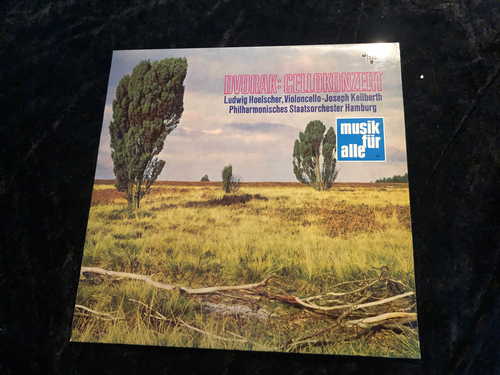 DVORAK: CELLOKONZERT
Ludwig Hoelscher, Violoncello · Joseph Keilberth
Philharmonisches Staatsorchester Hamburg
musik
für
alle